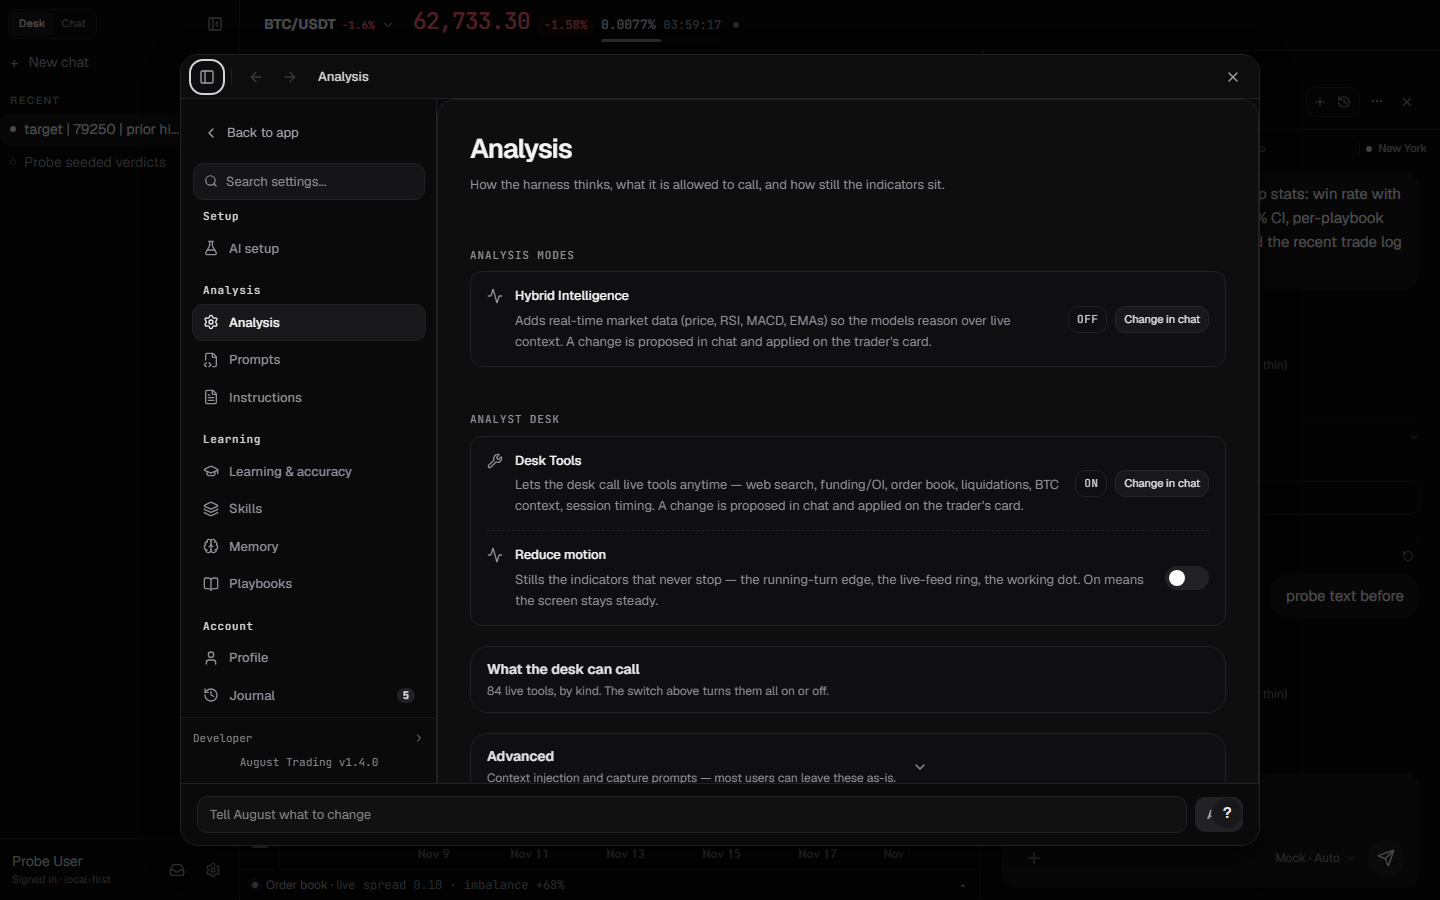 Desk Chat
BTC/USDT -1.6% 62,733.30 -1.58% 0.0077% 03:59:17
+ New chat
RECENT
target | 79250 | prior hi...
Probe seeded verdicts
Analysis
Back to app
Search settings...
Setup
AI setup
Analysis
Analysis
Prompts
Instructions
Learning
Learning & accuracy
Skills
Memory
Playbooks
Account
Profile
Journal 5
Developer
August Trading v1.4.0
Analysis
How the harness thinks, what it is allowed to call, and how still the indicators sit.
ANALYSIS MODES
Hybrid Intelligence
Adds real-time market data (price, RSI, MACD, EMAs) so the models reason over live
context. A change is proposed in chat and applied on the trader's card.
OFF Change in chat
ANALYST DESK
Desk Tools
Lets the desk call live tools anytime — web search, funding/OI, order book, liquidations, BTC
context, session timing. A change is proposed in chat and applied on the trader's card.
ON Change in chat
Reduce motion
Stills the indicators that never stop — the running-turn edge, the live-feed ring, the working dot. On means
the screen stays steady.
What the desk can call
84 live tools, by kind. The switch above turns them all on or off.
Advanced
Context injection and capture prompts — most users can leave these as-is.
Tell August what to change
?
New York
stats: win rate with
CI, per-playbook
the recent trade log
thin)
probe text before
thin)
Mock · Auto
Probe User
Signed in · local-first
Nov 9 Nov 11 Nov 13 Nov 15 Nov 17 Nov
Order book · live spread 0.10 · imbalance +68%